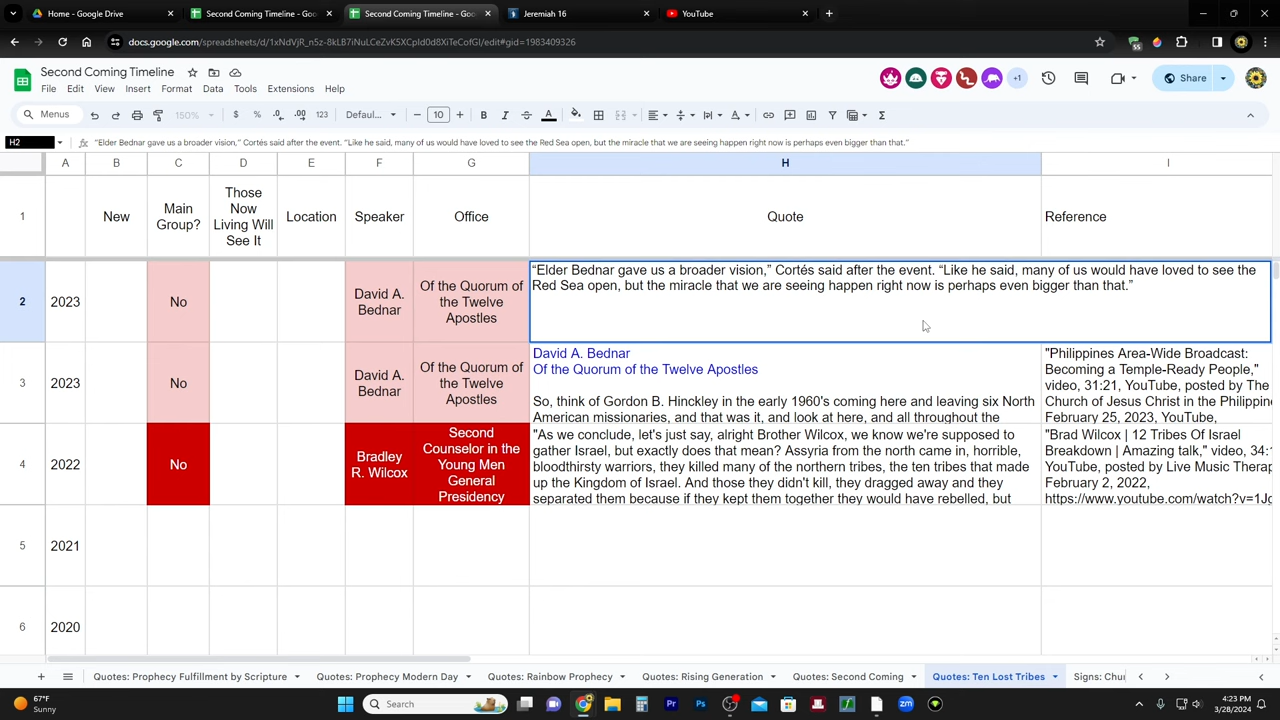 Home - Google Drive
Second Coming Timeline - Goo
Second Coming Timeline - Goo
Jeremiah 16
YouTube
docs.google.com/spreadsheets/d/1xNdVjR_n5z-8kLB7iNuLCeZvK5XCpId0d8XiTeCofGI/edit#gid=1983409326
55
Second Coming Timeline
File Edit View Insert Format Data Tools Extensions Help
+1
Share
Menus
150%
$ % .0 .00 123
Defaul...
10
H2
"Elder Bednar gave us a broader vision," Cortés said after the event. "Like he said, many of us would have loved to see the Red Sea open, but the miracle that we are seeing happen right now is perhaps even bigger than that."
A B C D E F G H I
1
New
Main Group?
Those Now Living Will See It
Location
Speaker
Office
Quote
Reference
2
2023
No
David A. Bednar
Of the Quorum of the Twelve Apostles
“Elder Bednar gave us a broader vision,” Cortés said after the event. “Like he said, many of us would have loved to see the
Red Sea open, but the miracle that we are seeing happen right now is perhaps even bigger than that.”
3
2023
No
David A. Bednar
Of the Quorum of the Twelve Apostles
David A. Bednar
Of the Quorum of the Twelve Apostles
So, think of Gordon B. Hinckley in the early 1960's coming here and leaving six North
American missionaries, and that was it, and look at here, and all throughout the
"Philippines Area-Wide Broadcast:
Becoming a Temple-Ready People,"
video, 31:21, YouTube, posted by The
Church of Jesus Christ in the Philippin
February 25, 2023, YouTube,
4
2022
No
Bradley R. Wilcox
Second Counselor in the Young Men General Presidency
"As we conclude, let's just say, alright Brother Wilcox, we know we're supposed to
gather Israel, but exactly does that mean? Assyria from the north came in, horrible,
bloodthirsty warriors, they killed many of the northern tribes, the ten tribes that made
up the Kingdom of Israel. And those they didn't kill, they dragged away and they
separated them because if they kept them together they would have rebelled, but
"Brad Wilcox | 12 Tribes Of Israel
Breakdown | Amazing talk," video, 34:
YouTube, posted by Live Music Therap
February 2, 2022,
https://www.youtube.com/watch?v=1Jq
5
2021
6
2020
Quotes: Prophecy Fulfillment by Scripture
Quotes: Prophecy Modern Day
Quotes: Rainbow Prophecy
Quotes: Rising Generation
Quotes: Second Coming
Quotes: Ten Lost Tribes
Signs: Chur
67°F
Sunny
Search
4:23 PM
3/28/2024